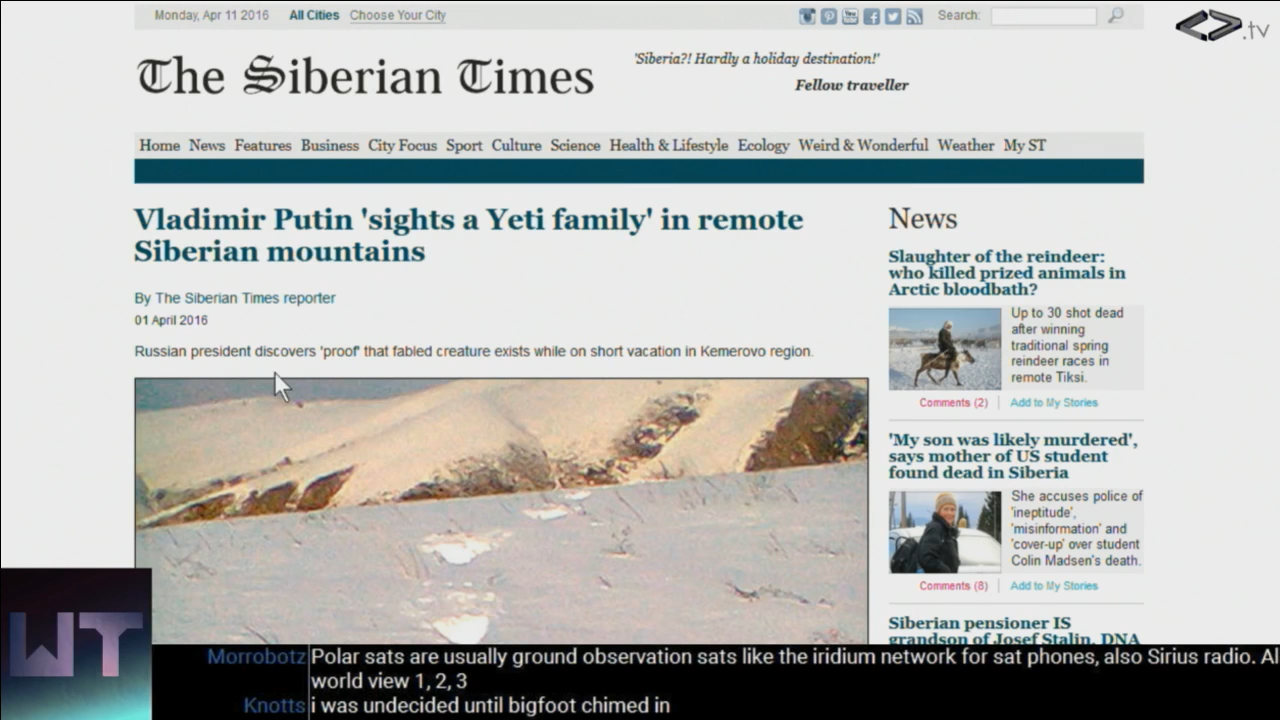 Monday, Apr 11 2016 All Cities Choose Your City Search:
.tv
The Siberian Times
'Siberia?! Hardly a holiday destination!'
Fellow traveller
Home News Features Business City Focus Sport Culture Science Health & Lifestyle Ecology Weird & Wonderful Weather My ST
Vladimir Putin 'sights a Yeti family' in remote
Siberian mountains
By The Siberian Times reporter
01 April 2016
Russian president discovers 'proof' that fabled creature exists while on short vacation in Kemerovo region.
News
Slaughter of the reindeer:
who killed prized animals in
Arctic bloodbath?
Up to 30 shot dead
after winning
traditional spring
reindeer races in
remote Tiksi.
Comments (2) Add to My Stories
'My son was likely murdered',
says mother of US student
found dead in Siberia
She accuses police of
'ineptitude',
'misinformation' and
'cover-up' over student
Colin Madsen's death.
Comments (8) Add to My Stories
Siberian pensioner IS
grandson of Josef Stalin, DNA
WT
Morrobotz Polar sats are usually ground observation sats like the iridium network for sat phones, also Sirius radio. Al
world view 1, 2, 3
Knotts i was undecided until bigfoot chimed in